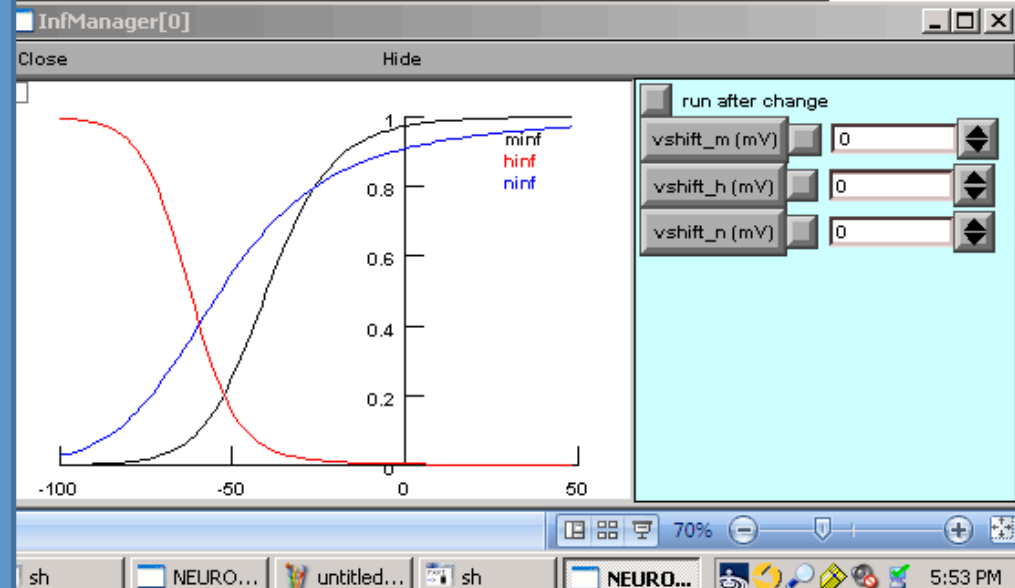 InfManager[0]
Close Hide
run after change
vshift_m (mV) 0
vshift_h (mV) 0
vshift_n (mV) 0
1
minf
hinf
ninf
0.8
0.6
0.4
0.2
0
-100 -50 0 50
70%
sh NEURO... untitled... sh NEURO... 5:53 PM